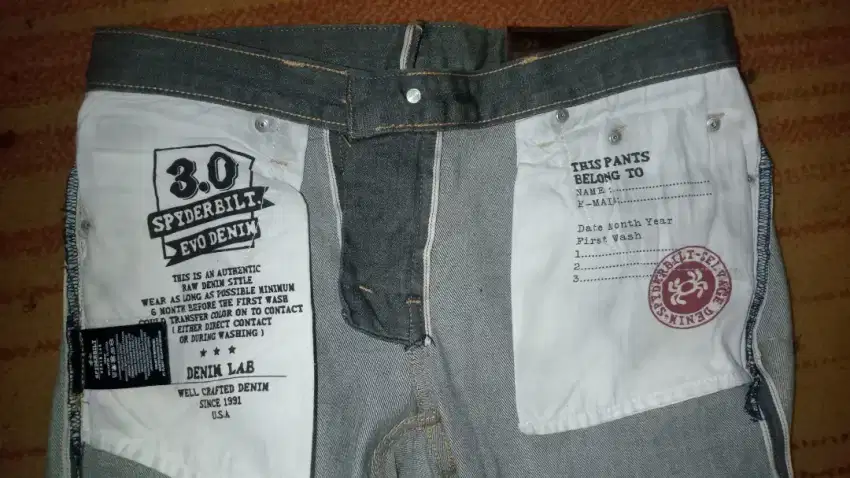 3.0
SPYDERBILT.
EVO DENIM
THIS IS AN AUTHENTIC
RAW DENIM STYLE
WEAR AS LONG AS POSSIBLE MINIMUM
6 MONTH BEFORE THE FIRST WASH
COULD TRANSFER COLOR ON TO CONTACT
( EITHER DIRECT CONTACT
OR DURING WASHING )
DENIM LAB
WELL CRAFTED DENIM
SINCE 1991
U.S.A
THIS PANTS
BELONG TO
NAME :
E-MAIL:
Date Month Year
First Wash
1
2
3
SPYDERBILT-SELVAGE DENIM